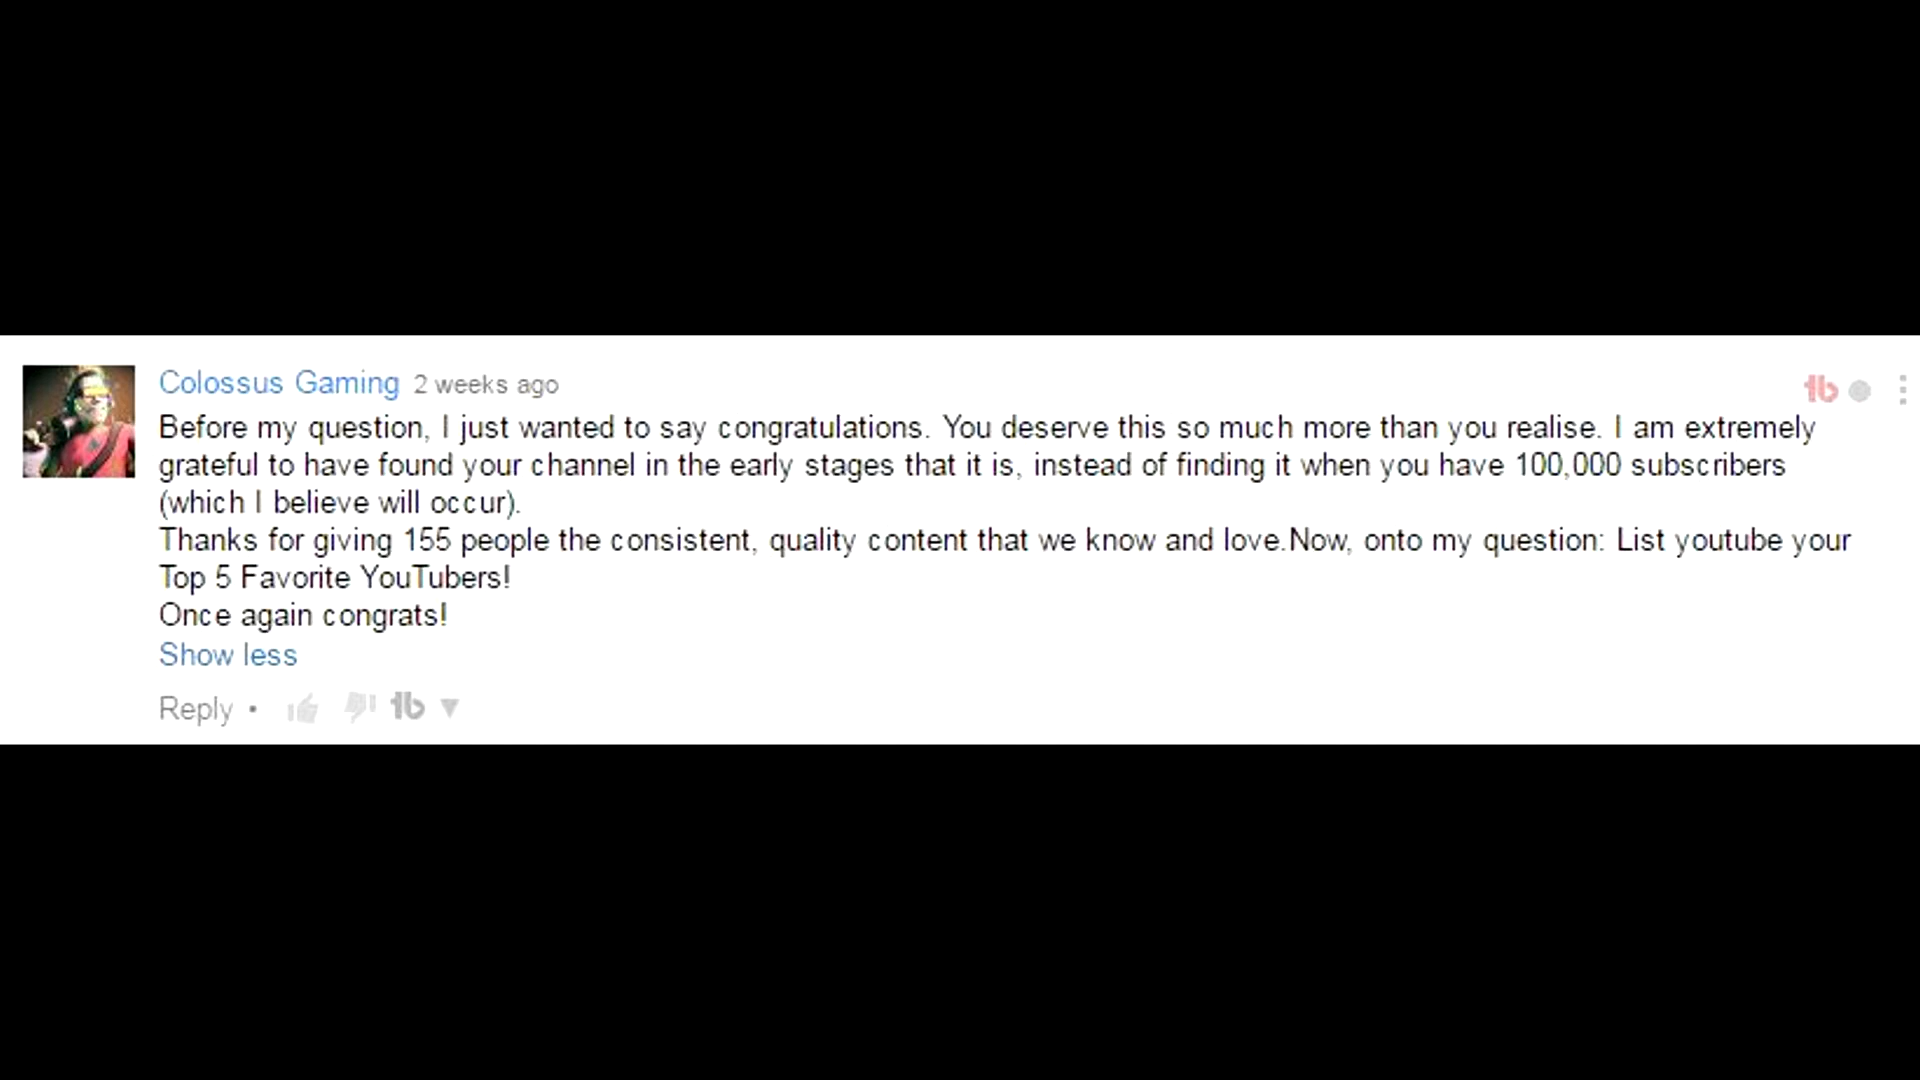 Colossus Gaming 2 weeks ago
Before my question, I just wanted to say congratulations. You deserve this so much more than you realise. I am extremely
grateful to have found your channel in the early stages that it is, instead of finding it when you have 100,000 subscribers
(which I believe will occur).
Thanks for giving 155 people the consistent, quality content that we know and love.Now, onto my question: List youtube your
Top 5 Favorite YouTubers!
Once again congrats!
Show less
Reply •